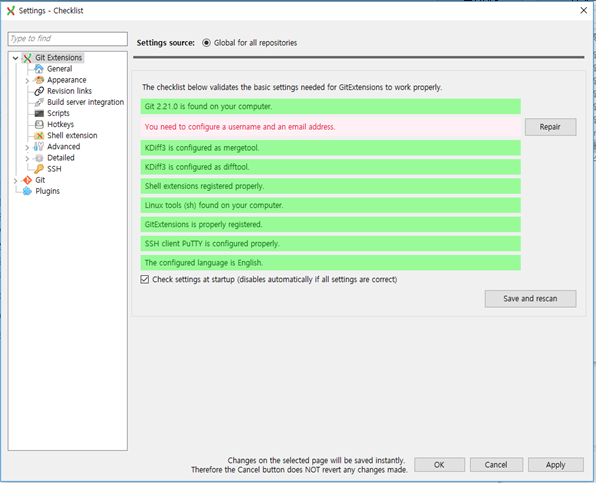 Settings - Checklist
Type to find
Settings source: Global for all repositories
Git Extensions
General
Appearance
Revision links
Build server integration
Scripts
Hotkeys
Shell extension
Advanced
Detailed
SSH
Git
Plugins
The checklist below validates the basic settings needed for GitExtensions to work properly.
Git 2.21.0 is found on your computer.
You need to configure a username and an email address.
Repair
KDiff3 is configured as mergetool.
KDiff3 is configured as difftool.
Shell extensions registered properly.
Linux tools (sh) found on your computer.
GitExtensions is properly registered.
SSH client PuTTY is configured properly.
The configured language is English.
Check settings at startup (disables automatically if all settings are correct)
Save and rescan
Changes on the selected page will be saved instantly.
Therefore the Cancel button does NOT revert any changes made.
OK
Cancel
Apply